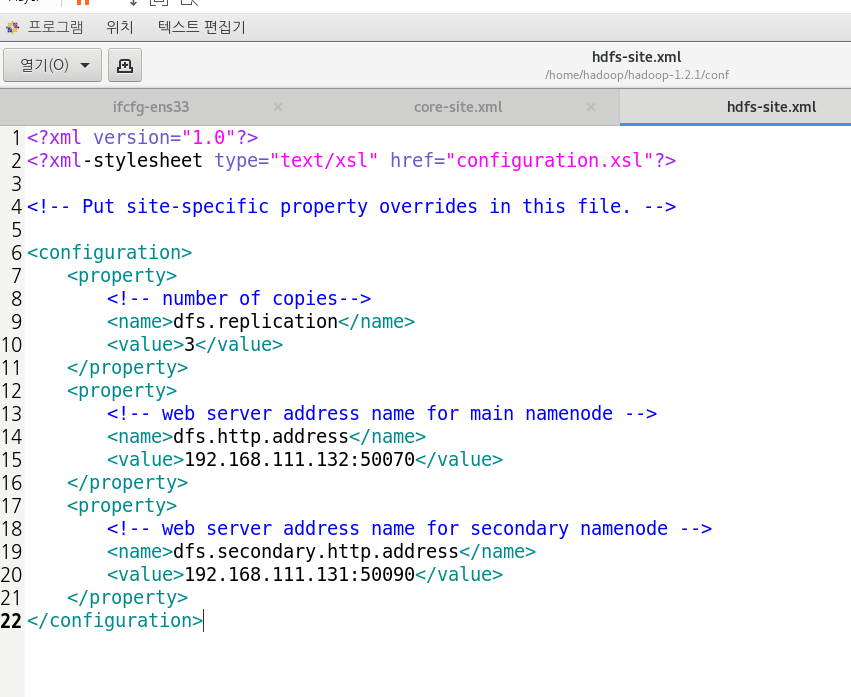 프로그램 위치 텍스트 편집기
열기(O)
hdfs-site.xml
/home/hadoop/hadoop-1.2.1/conf
ifcfg-ens33 core-site.xml hdfs-site.xml
1 <?xml version="1.0"?>
2 <?xml-stylesheet type="text/xsl" href="configuration.xsl"?>
3
4 <!-- Put site-specific property overrides in this file. -->
5
6 <configuration>
7 <property>
8 <!-- number of copies-->
9 <name>dfs.replication</name>
10 <value>3</value>
11 </property>
12 <property>
13 <!-- web server address name for main namenode -->
14 <name>dfs.http.address</name>
15 <value>192.168.111.132:50070</value>
16 </property>
17 <property>
18 <!-- web server address name for secondary namenode -->
19 <name>dfs.secondary.http.address</name>
20 <value>192.168.111.131:50090</value>
21 </property>
22 </configuration>